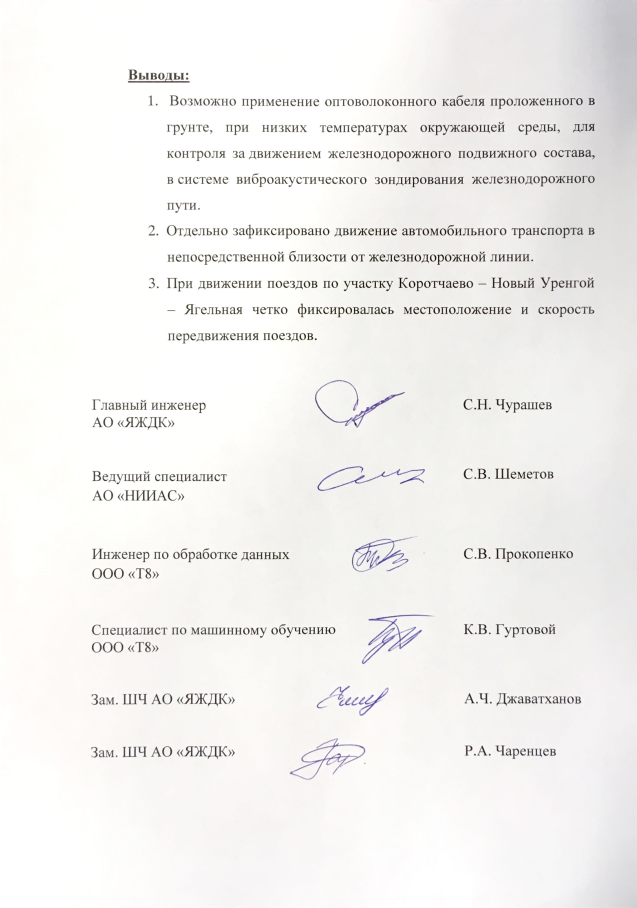 Выводы:
1. Возможно применение оптоволоконного кабеля проложенного в
грунте, при низких температурах окружающей среды, для
контроля за движением железнодорожного подвижного состава,
в системе виброакустического зондирования железнодорожного
пути.
2. Отдельно зафиксировано движение автомобильного транспорта в
непосредственной близости от железнодорожной линии.
3. При движении поездов по участку Коротчаево – Новый Уренгой
– Ягельная четко фиксировалась местоположение и скорость
передвижения поездов.
Главный инженер С.Н. Чурашев
АО «ЯЖДК»
Ведущий специалист С.В. Шеметов
АО «НИИАС»
Инженер по обработке данных С.В. Прокопенко
ООО «Т8»
Специалист по машинному обучению К.В. Гуртовой
ООО «Т8»
Зам. ШЧ АО «ЯЖДК» А.Ч. Джаватханов
Зам. ШЧ АО «ЯЖДК» Р.А. Чаренцев